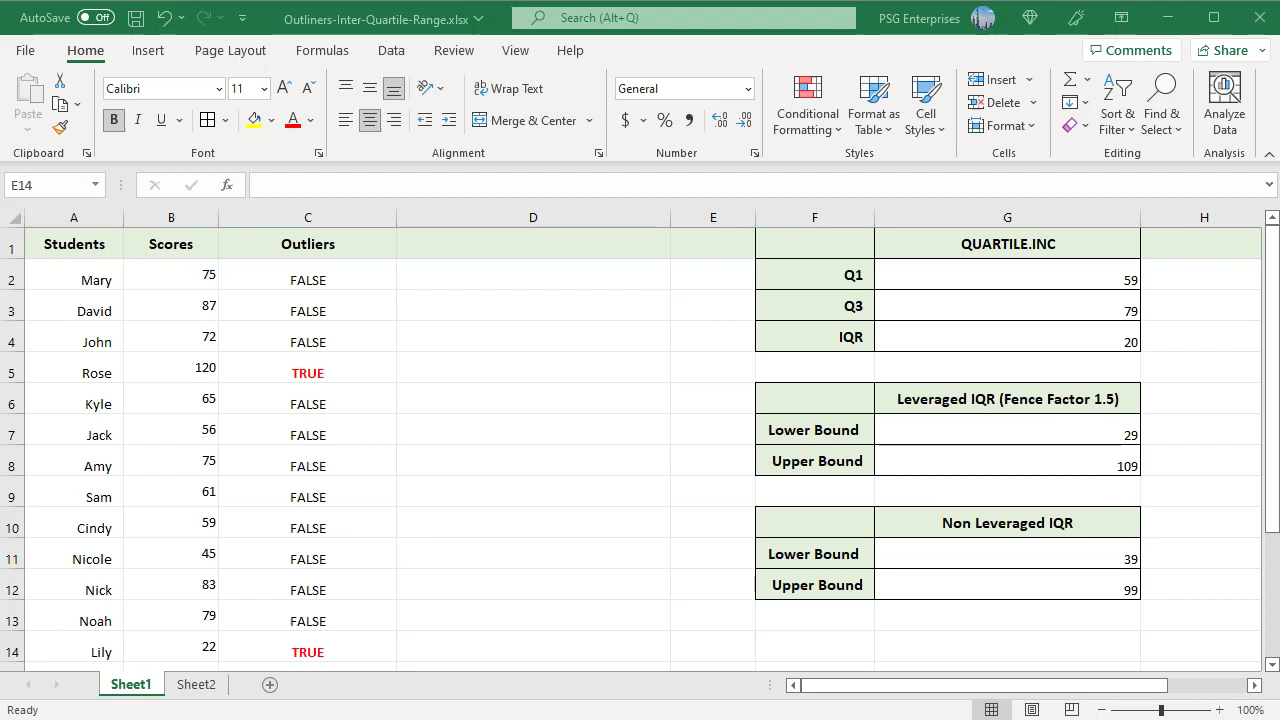 AutoSave Off Outliners-Inter-Quartile-Range.xlsx Search (Alt+Q) PSG Enterprises
File Home Insert Page Layout Formulas Data Review View Help Comments Share
Paste Calibri 11 A A Wrap Text General Conditional Formatting Format as Table Cell Styles Insert Sort & Filter Find & Select Analyze Data
B I U A Merge & Center $ % 9 Delete
Format
Clipboard Font Alignment Number Styles Cells Editing Analysis
E14 fx
A B C D E F G H
1 Students Scores Outliers QUARTILE.INC
2 Mary 75 FALSE Q1 59
3 David 87 FALSE Q3 79
4 John 72 FALSE IQR 20
5 Rose 120 TRUE
6 Kyle 65 FALSE Leveraged IQR (Fence Factor 1.5)
7 Jack 56 FALSE Lower Bound 29
8 Amy 75 FALSE Upper Bound 109
9 Sam 61 FALSE
10 Cindy 59 FALSE Non Leveraged IQR
11 Nicole 45 FALSE Lower Bound 39
12 Nick 83 FALSE Upper Bound 99
13 Noah 79 FALSE
14 Lily 22 TRUE
Sheet1 Sheet2
Ready 100%